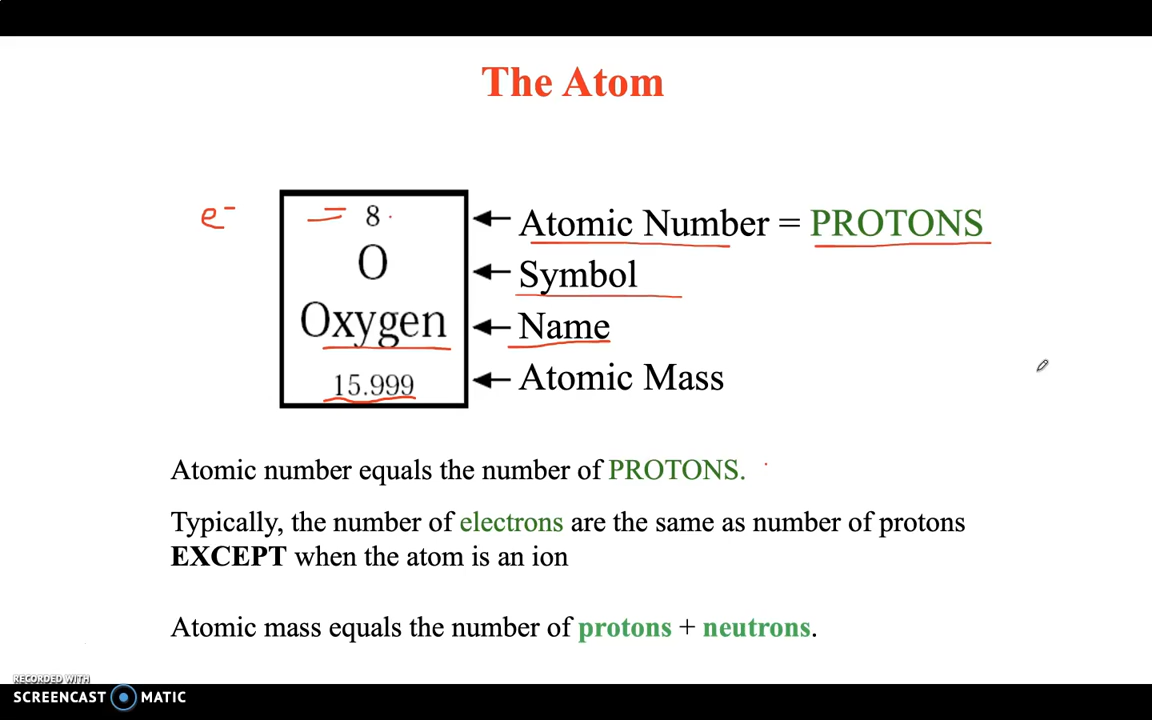 The Atom
e- = 8 ← Atomic Number = PROTONS
O ← Symbol
Oxygen ← Name
15.999 ← Atomic Mass
Atomic number equals the number of PROTONS.
Typically, the number of electrons are the same as number of protons
EXCEPT when the atom is an ion
Atomic mass equals the number of protons + neutrons.
RECORDED WITH
SCREENCAST MATIC